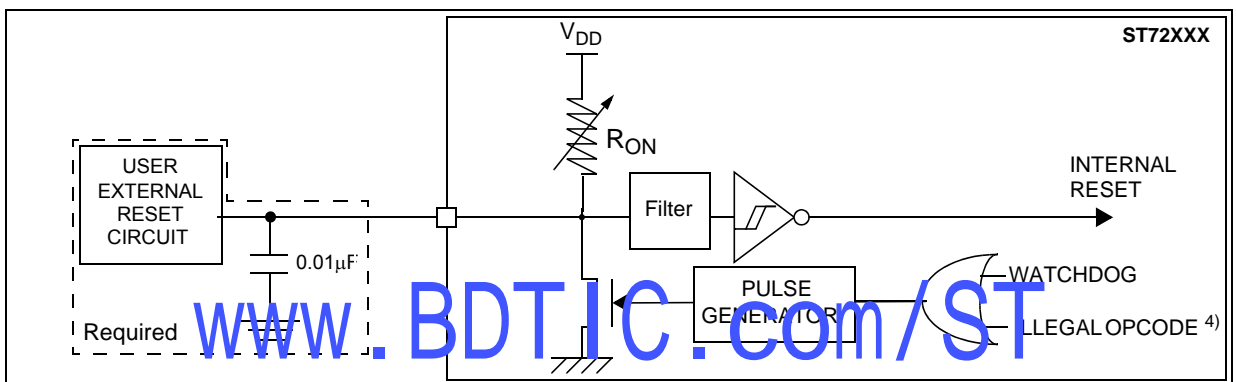 ST72XXX
VDD
RON
USER
EXTERNAL
RESET
CIRCUIT
0.01µF
Required
Filter
INTERNAL
RESET
PULSE
GENERATOR
WATCHDOG
ILLEGAL OPCODE 4)
www.BDTIC.com/ST